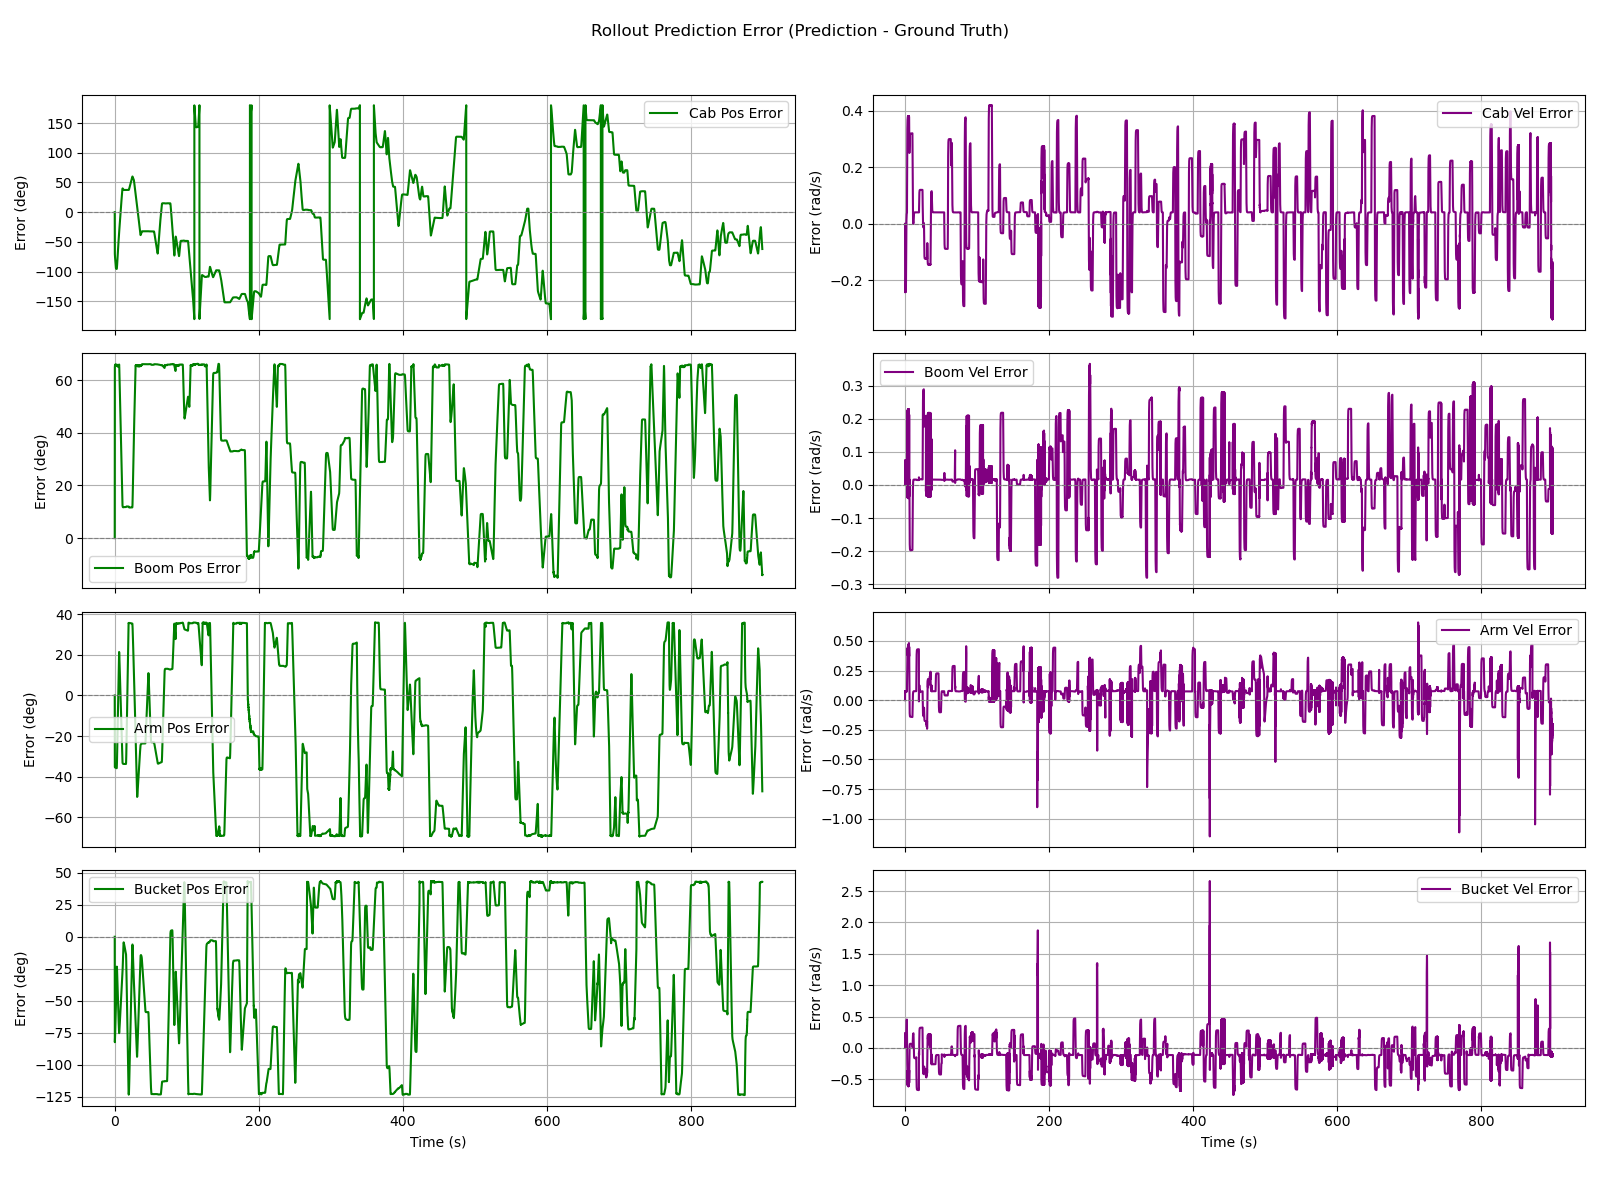 Rollout Prediction Error (Prediction - Ground Truth)
Error (deg)
150
100
50
0
−50
−100
−150
Cab Pos Error
Error (rad/s)
0.4
0.2
0.0
−0.2
Cab Vel Error
Error (deg)
60
40
20
0
Boom Pos Error
Error (rad/s)
0.3
0.2
0.1
0.0
−0.1
−0.2
−0.3
Boom Vel Error
Error (deg)
40
20
0
−20
−40
−60
Arm Pos Error
Error (rad/s)
0.50
0.25
0.00
−0.25
−0.50
−0.75
−1.00
Arm Vel Error
Error (deg)
50
25
0
−25
−50
−75
−100
−125
Bucket Pos Error
0 200 400 600 800
Time (s)
Error (rad/s)
2.5
2.0
1.5
1.0
0.5
0.0
−0.5
Bucket Vel Error
0 200 400 600 800
Time (s)